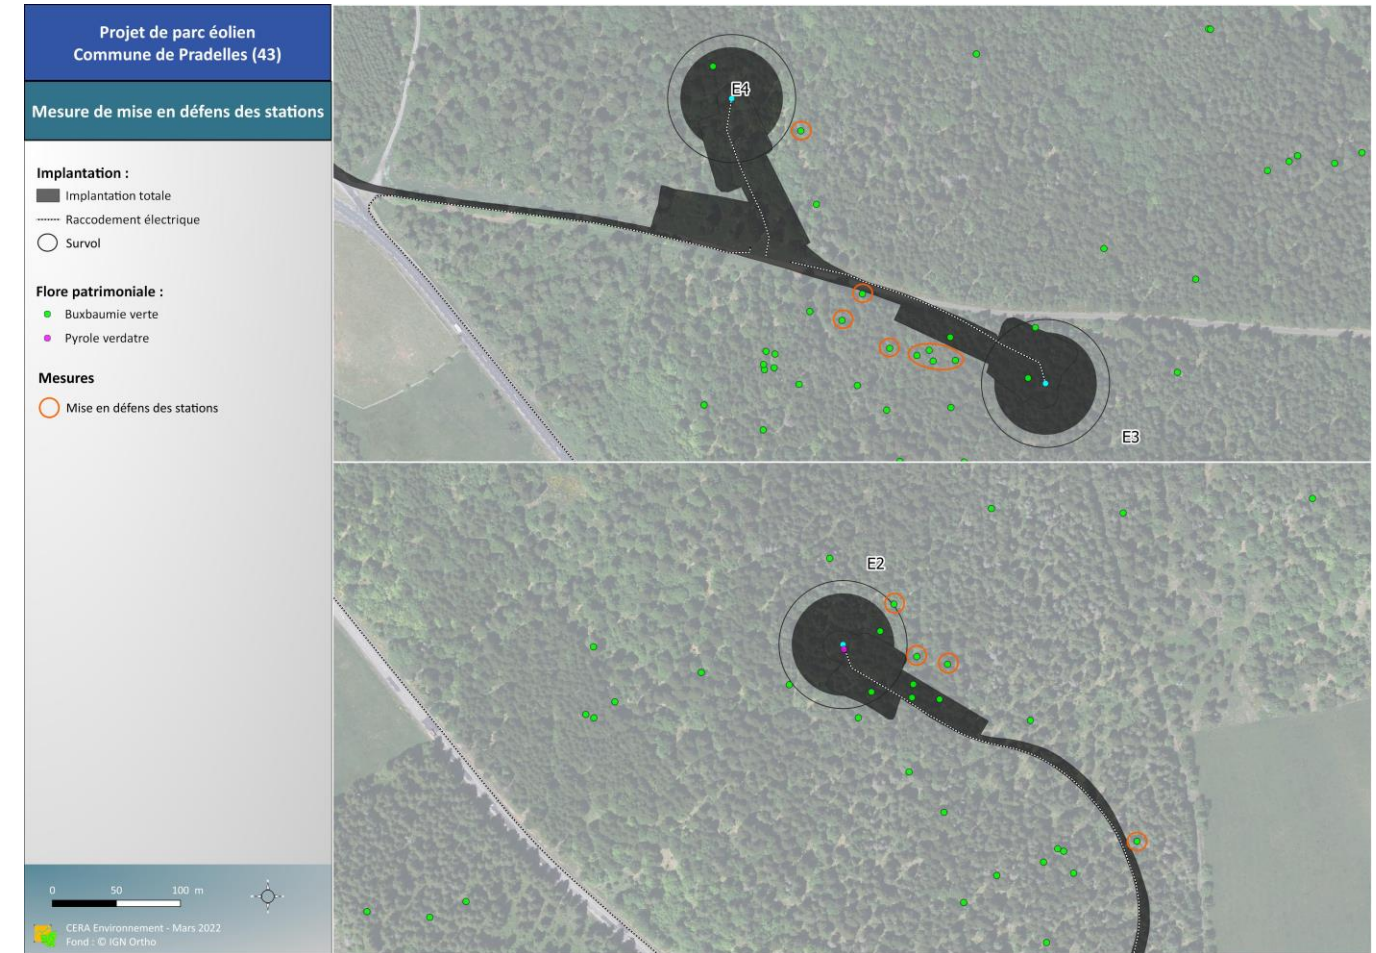 Projet de parc éolien
Commune de Pradelles (43)
Mesure de mise en défens des stations
Implantation :
Implantation totale
Raccodement électrique
Survol
Flore patrimoniale :
Buxbaumie verte
Pyrole verdatre
Mesures
Mise en défens des stations
0 50 100 m
CERA Environnement - Mars 2022
Fond : © IGN Ortho
E4
E3
E2